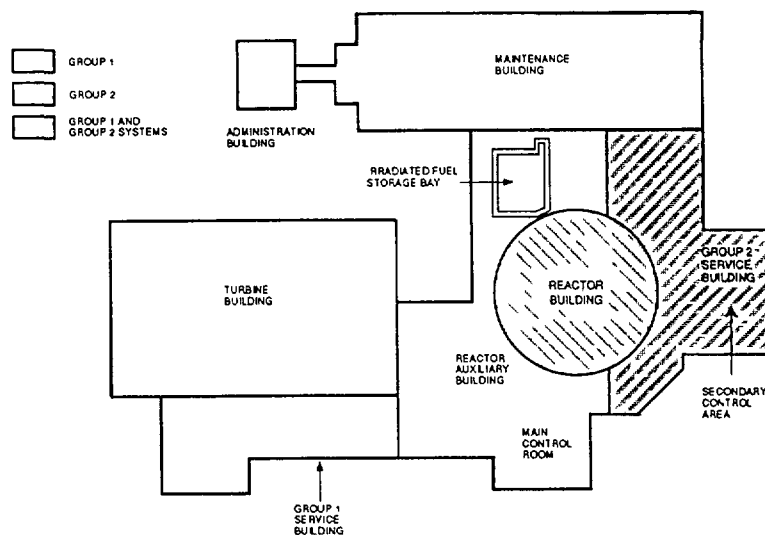 GROUP 1
GROUP 2
GROUP 1 AND
GROUP 2 SYSTEMS
ADMINISTRATION
BUILDING
MAINTENANCE
BUILDING
RRADIATED FUEL
STORAGE BAY
TURBINE
BUILDING
REACTOR
BUILDING
GROUP 2
SERVICE
BUILDING
REACTOR
AUXILIARY
BUILDING
SECONDARY
CONTROL
AREA
MAIN
CONTROL
ROOM
GROUP 1
SERVICE
BUILDING